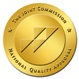 THE JOINT COMMISSION
NATIONAL QUALITY APPROVAL